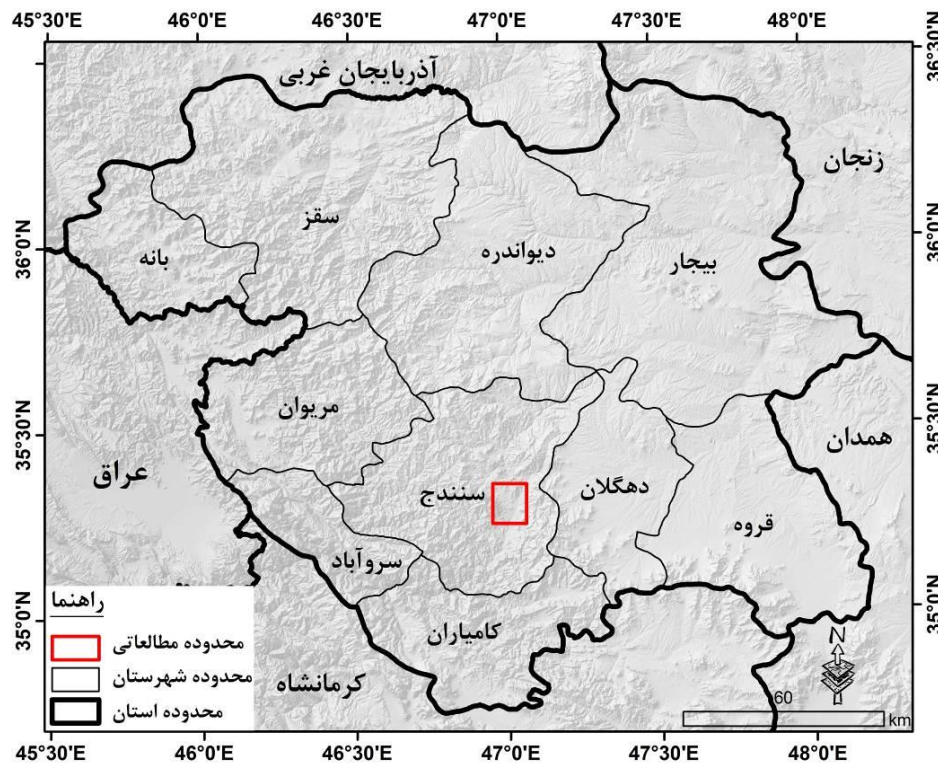 45°30'E 46°0'E 46°30'E 47°0'E 47°30'E 48°0'E
36°30'N
آذربایجان غربی
زنجان
سقز
دیواندره
بیجار
بانه
36°0'N 36°0'N
مریوان
35°30'N 35°30'N
همدان
عراق
سنندج
دهگلان
قروه
سروآباد
کامیاران
کرمانشاه
35°0'N 35°0'N
راهنما
محدوده مطالعاتی
محدوده شهرستان
محدوده استان
N
60
km
45°30'E 46°0'E 46°30'E 47°0'E 47°30'E 48°0'E